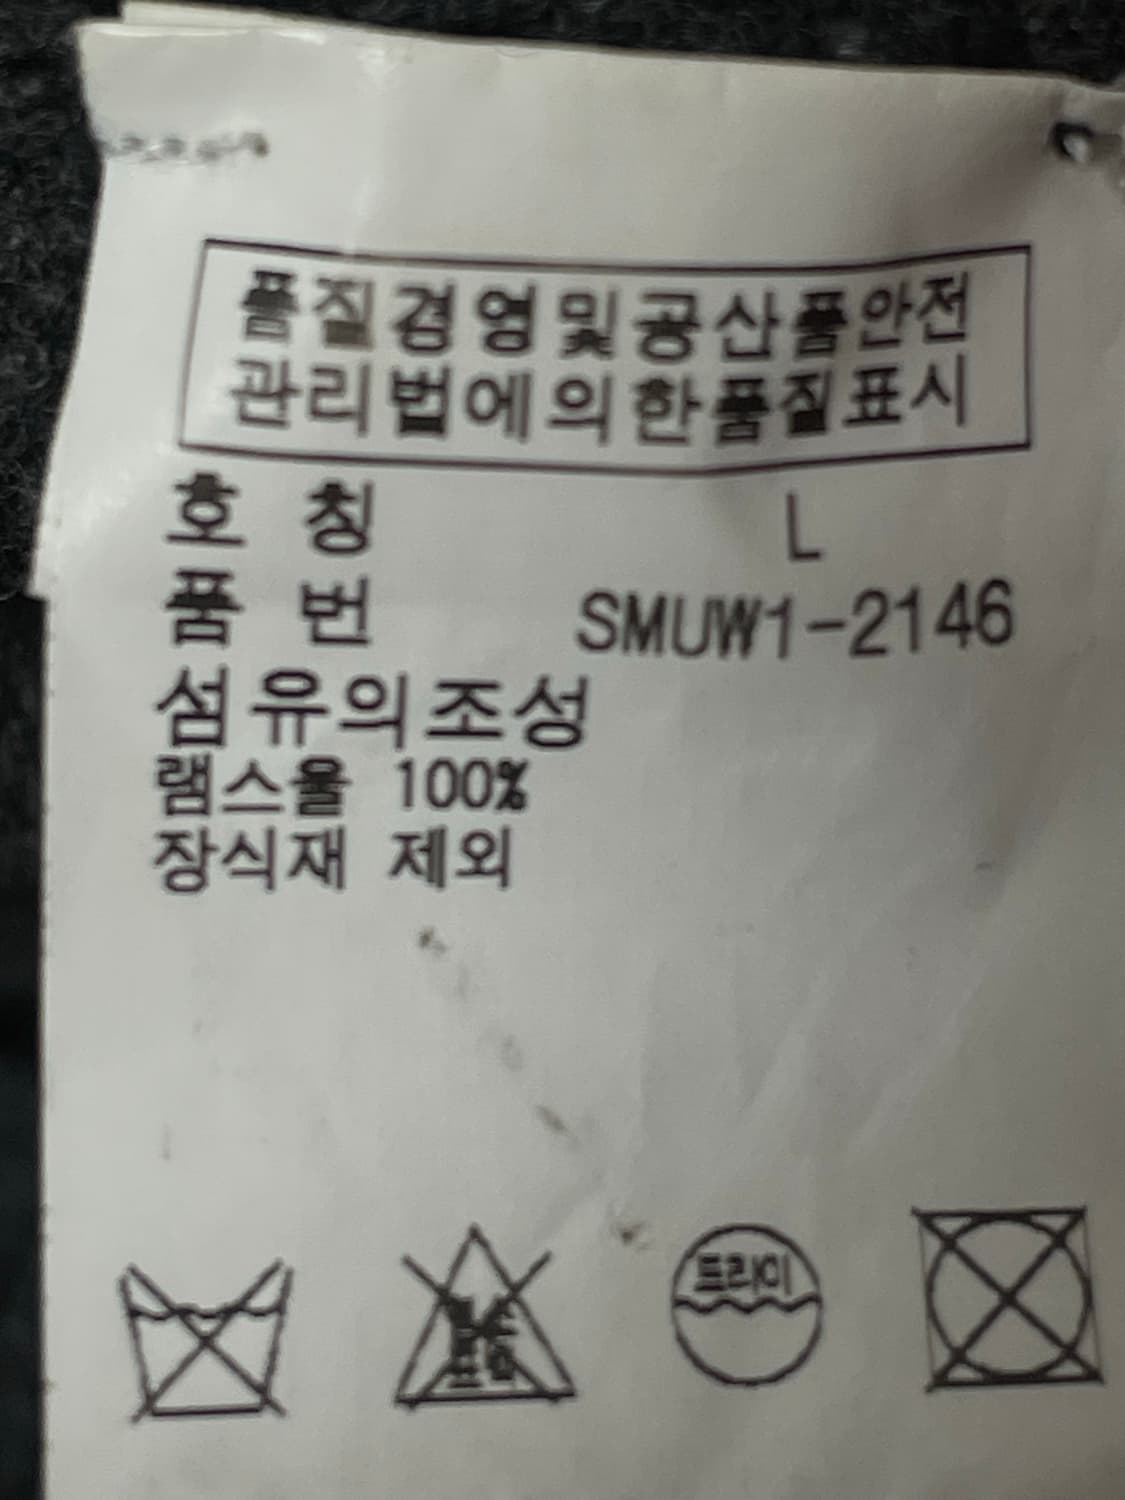 품질경영및공산품안전
관리법에의한품질표시
호 칭 L
품 번 SMUW1-2146
섬유의조성
램스울 100%
장식재 제외
드라이